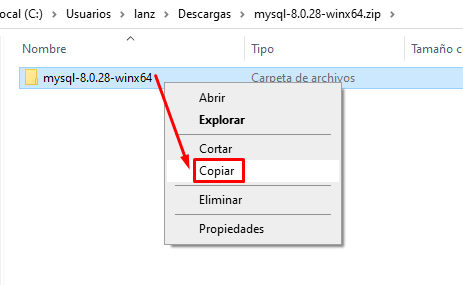 ocal (C:) > Usuarios > lanz > Descargas > mysql-8.0.28-winx64.zip >
Nombre Tipo Tamaño c
mysql-8.0.28-winx64 Carpeta de archivos
Abrir
Explorar
Cortar
Copiar
Eliminar
Propiedades